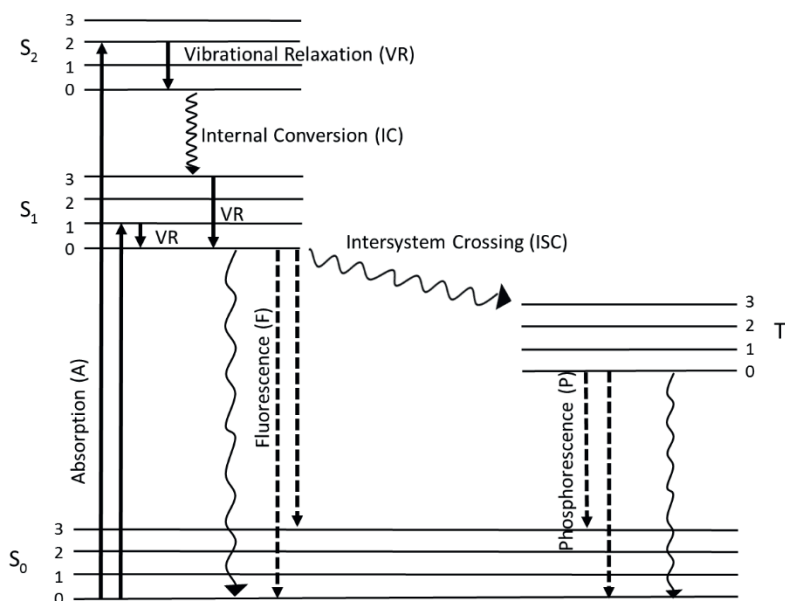 3
S2
2
Vibrational Relaxation (VR)
1
0
Internal Conversion (IC)
3
S1
2
VR
1
VR
0
Intersystem Crossing (ISC)
3
2
T
1
0
Absorption (A)
Fluorescence (F)
Phosphorescence (P)
3
S0
2
1
0